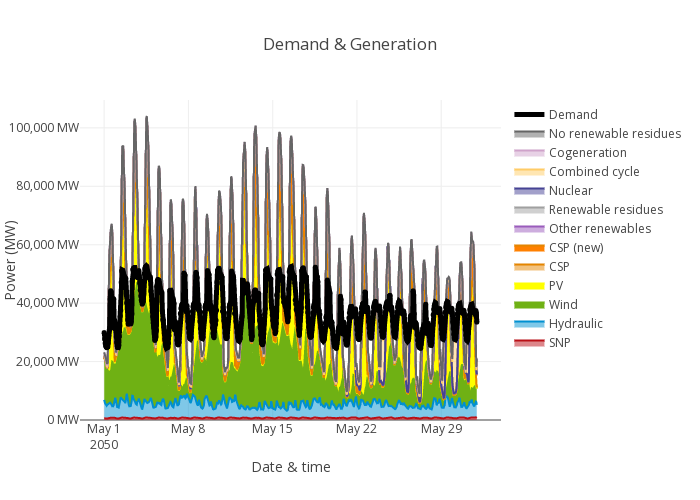 Demand & Generation
Power (MW)
100,000 MW
80,000 MW
60,000 MW
40,000 MW
20,000 MW
0 MW
May 1
2050
May 8
May 15
May 22
May 29
Date & time
Demand
No renewable residues
Cogeneration
Combined cycle
Nuclear
Renewable residues
Other renewables
CSP (new)
CSP
PV
Wind
Hydraulic
SNP